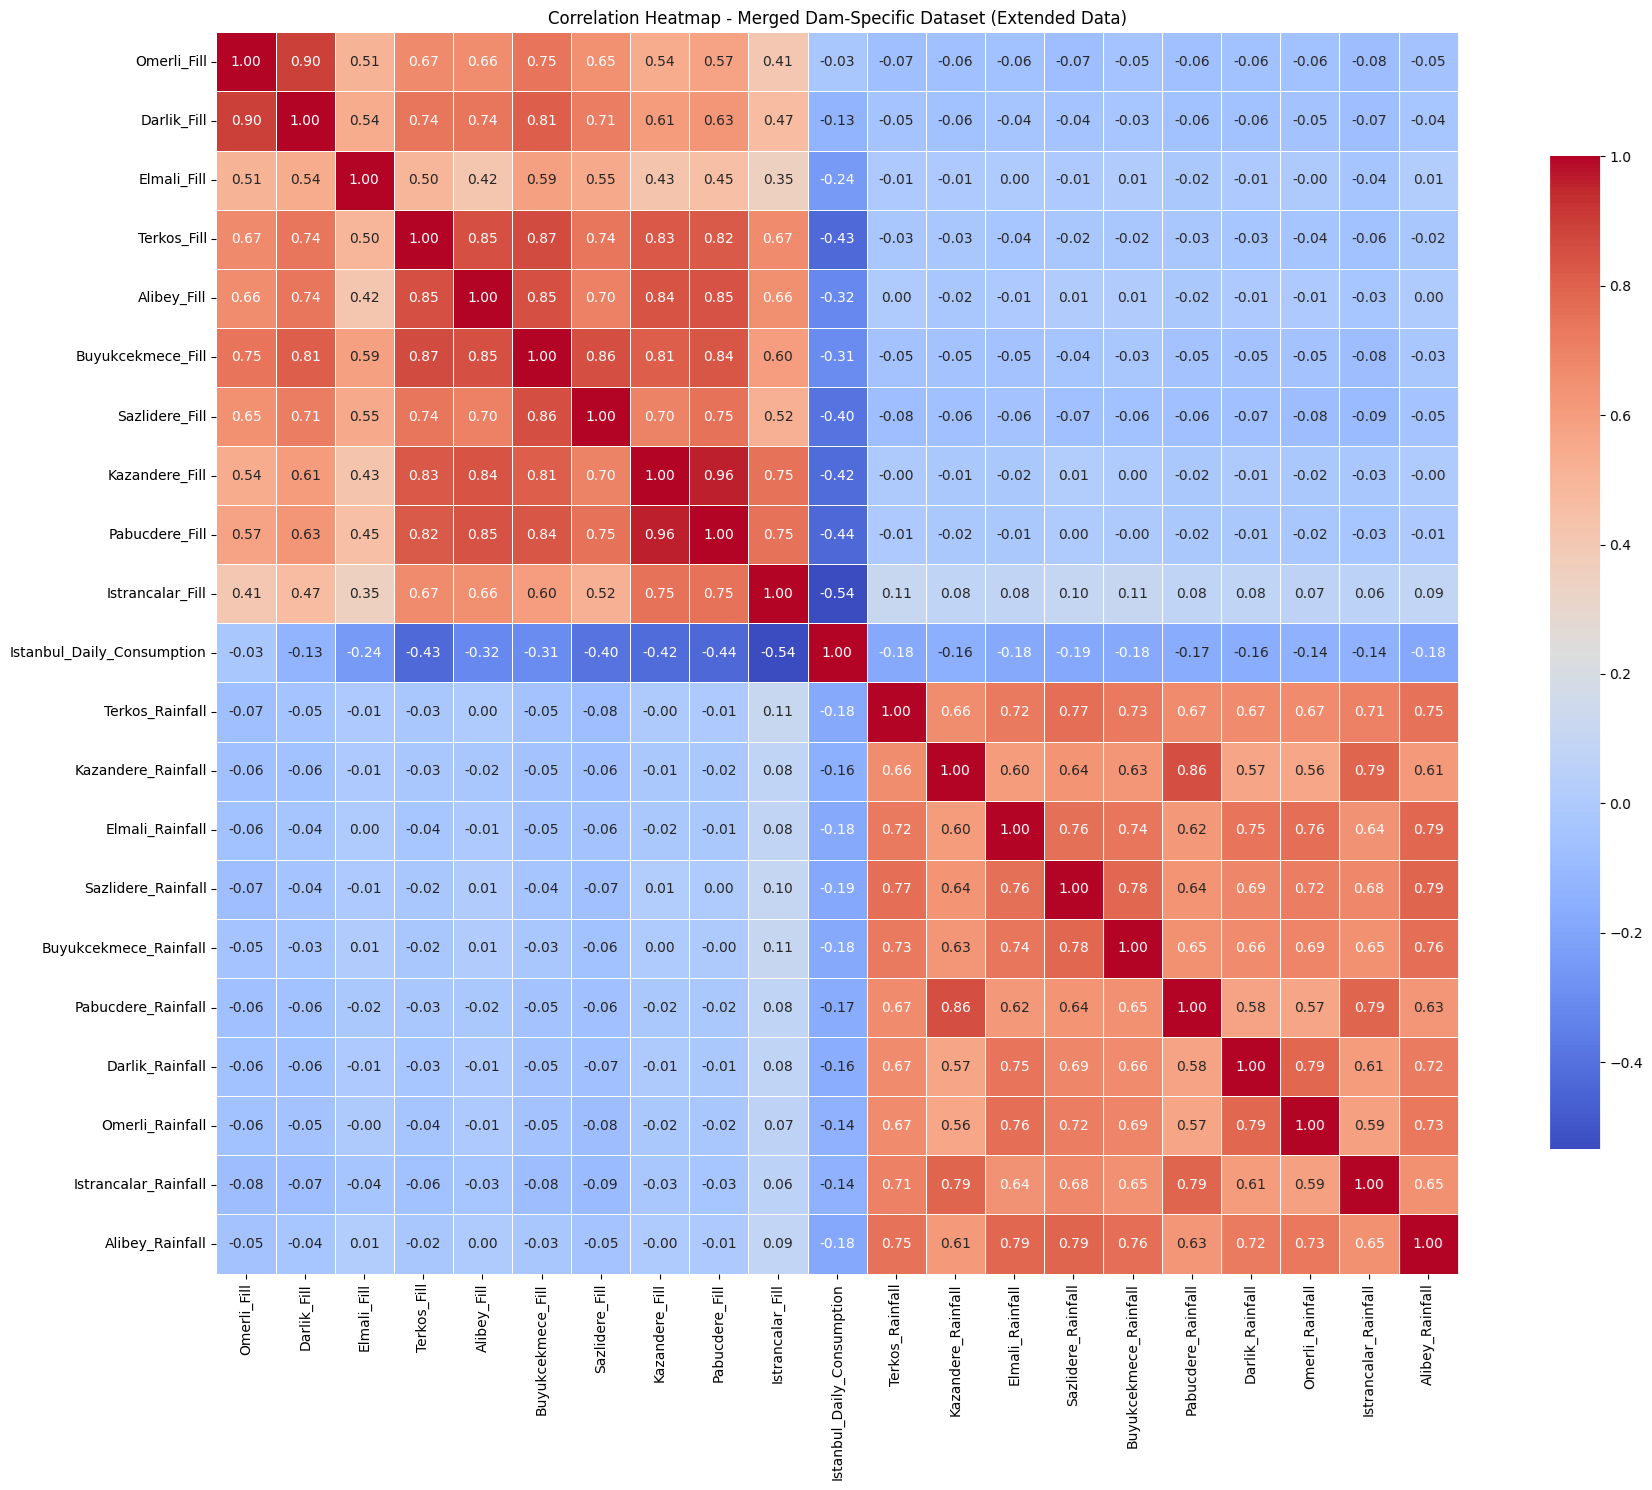 Correlation Heatmap - Merged Dam-Specific Dataset (Extended Data)
Omerli_Fill 1.00 0.90 0.51 0.67 0.66 0.75 0.65 0.54 0.57 0.41 -0.03 -0.07 -0.06 -0.06 -0.07 -0.05 -0.06 -0.06 -0.06 -0.08 -0.05
Darlik_Fill 0.90 1.00 0.54 0.74 0.74 0.81 0.71 0.61 0.63 0.47 -0.13 -0.05 -0.06 -0.04 -0.04 -0.03 -0.06 -0.06 -0.05 -0.07 -0.04
Elmali_Fill 0.51 0.54 1.00 0.50 0.42 0.59 0.55 0.43 0.45 0.35 -0.24 -0.01 -0.01 0.00 -0.01 0.01 -0.02 -0.01 -0.00 -0.04 0.01
Terkos_Fill 0.67 0.74 0.50 1.00 0.85 0.87 0.74 0.83 0.82 0.67 -0.43 -0.03 -0.03 -0.04 -0.02 -0.02 -0.03 -0.03 -0.04 -0.06 -0.02
Alibey_Fill 0.66 0.74 0.42 0.85 1.00 0.85 0.70 0.84 0.85 0.66 -0.32 0.00 -0.02 -0.01 0.01 0.01 -0.02 -0.01 -0.01 -0.03 0.00
Buyukcekmece_Fill 0.75 0.81 0.59 0.87 0.85 1.00 0.86 0.81 0.84 0.60 -0.31 -0.05 -0.05 -0.05 -0.04 -0.03 -0.05 -0.05 -0.05 -0.08 -0.03
Sazlidere_Fill 0.65 0.71 0.55 0.74 0.70 0.86 1.00 0.70 0.75 0.52 -0.40 -0.08 -0.06 -0.06 -0.07 -0.06 -0.06 -0.07 -0.08 -0.09 -0.05
Kazandere_Fill 0.54 0.61 0.43 0.83 0.84 0.81 0.70 1.00 0.96 0.75 -0.42 -0.00 -0.01 -0.02 0.01 0.00 -0.02 -0.01 -0.02 -0.03 -0.00
Pabucdere_Fill 0.57 0.63 0.45 0.82 0.85 0.84 0.75 0.96 1.00 0.75 -0.44 -0.01 -0.02 -0.01 0.00 -0.00 -0.02 -0.01 -0.02 -0.03 -0.01
Istrancalar_Fill 0.41 0.47 0.35 0.67 0.66 0.60 0.52 0.75 0.75 1.00 -0.54 0.11 0.08 0.08 0.10 0.11 0.08 0.08 0.07 0.06 0.09
Istanbul_Daily_Consumption -0.03 -0.13 -0.24 -0.43 -0.32 -0.31 -0.40 -0.42 -0.44 -0.54 1.00 -0.18 -0.16 -0.18 -0.19 -0.18 -0.17 -0.16 -0.14 -0.14 -0.18
Terkos_Rainfall -0.07 -0.05 -0.01 -0.03 0.00 -0.05 -0.08 -0.00 -0.01 0.11 -0.18 1.00 0.66 0.72 0.77 0.73 0.67 0.67 0.67 0.71 0.75
Kazandere_Rainfall -0.06 -0.06 -0.01 -0.03 -0.02 -0.05 -0.06 -0.01 -0.02 0.08 -0.16 0.66 1.00 0.60 0.64 0.63 0.86 0.57 0.56 0.79 0.61
Elmali_Rainfall -0.06 -0.04 0.00 -0.04 -0.01 -0.05 -0.06 -0.02 -0.01 0.08 -0.18 0.72 0.60 1.00 0.76 0.74 0.62 0.75 0.76 0.64 0.79
Sazlidere_Rainfall -0.07 -0.04 -0.01 -0.02 0.01 -0.04 -0.07 0.01 0.00 0.10 -0.19 0.77 0.64 0.76 1.00 0.78 0.64 0.69 0.72 0.68 0.79
Buyukcekmece_Rainfall -0.05 -0.03 0.01 -0.02 0.01 -0.03 -0.06 0.00 -0.00 0.11 -0.18 0.73 0.63 0.74 0.78 1.00 0.65 0.66 0.69 0.65 0.76
Pabucdere_Rainfall -0.06 -0.06 -0.02 -0.03 -0.02 -0.05 -0.06 -0.02 -0.02 0.08 -0.17 0.67 0.86 0.62 0.64 0.65 1.00 0.58 0.57 0.79 0.63
Darlik_Rainfall -0.06 -0.06 -0.01 -0.03 -0.01 -0.05 -0.07 -0.01 -0.01 0.08 -0.16 0.67 0.57 0.75 0.69 0.66 0.58 1.00 0.79 0.61 0.72
Omerli_Rainfall -0.06 -0.05 -0.00 -0.04 -0.01 -0.05 -0.08 -0.02 -0.02 0.07 -0.14 0.67 0.56 0.76 0.72 0.69 0.57 0.79 1.00 0.59 0.73
Istrancalar_Rainfall -0.08 -0.07 -0.04 -0.06 -0.03 -0.08 -0.09 -0.03 -0.03 0.06 -0.14 0.71 0.79 0.64 0.68 0.65 0.79 0.61 0.59 1.00 0.65
Alibey_Rainfall -0.05 -0.04 0.01 -0.02 0.00 -0.03 -0.05 -0.00 -0.01 0.09 -0.18 0.75 0.61 0.79 0.79 0.76 0.63 0.72 0.73 0.65 1.00
Omerli_Fill
Darlik_Fill
Elmali_Fill
Terkos_Fill
Alibey_Fill
Buyukcekmece_Fill
Sazlidere_Fill
Kazandere_Fill
Pabucdere_Fill
Istrancalar_Fill
Istanbul_Daily_Consumption
Terkos_Rainfall
Kazandere_Rainfall
Elmali_Rainfall
Sazlidere_Rainfall
Buyukcekmece_Rainfall
Pabucdere_Rainfall
Darlik_Rainfall
Omerli_Rainfall
Istrancalar_Rainfall
Alibey_Rainfall
1.0
0.8
0.6
0.4
0.2
0.0
−0.2
−0.4